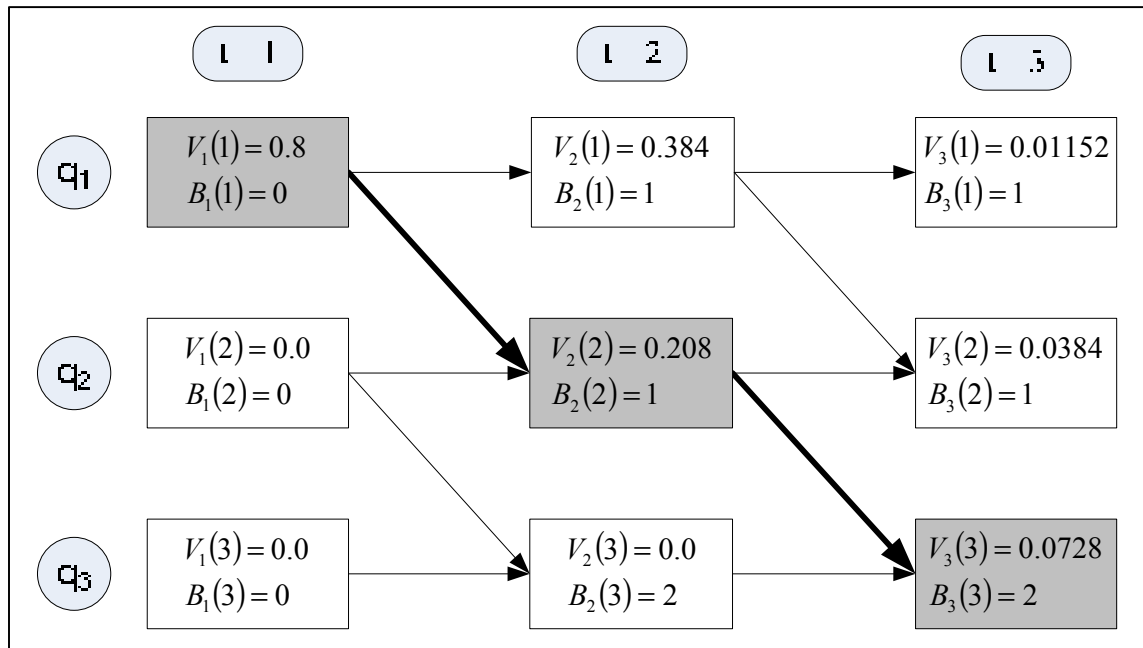 t 1
t 2
t 3
q1
V₁(1) = 0.8
B₁(1) = 0
V₂(1) = 0.384
B₂(1) = 1
V₃(1) = 0.01152
B₃(1) = 1
q2
V₁(2) = 0.0
B₁(2) = 0
V₂(2) = 0.208
B₂(2) = 1
V₃(2) = 0.0384
B₃(2) = 1
q3
V₁(3) = 0.0
B₁(3) = 0
V₂(3) = 0.0
B₂(3) = 2
V₃(3) = 0.0728
B₃(3) = 2